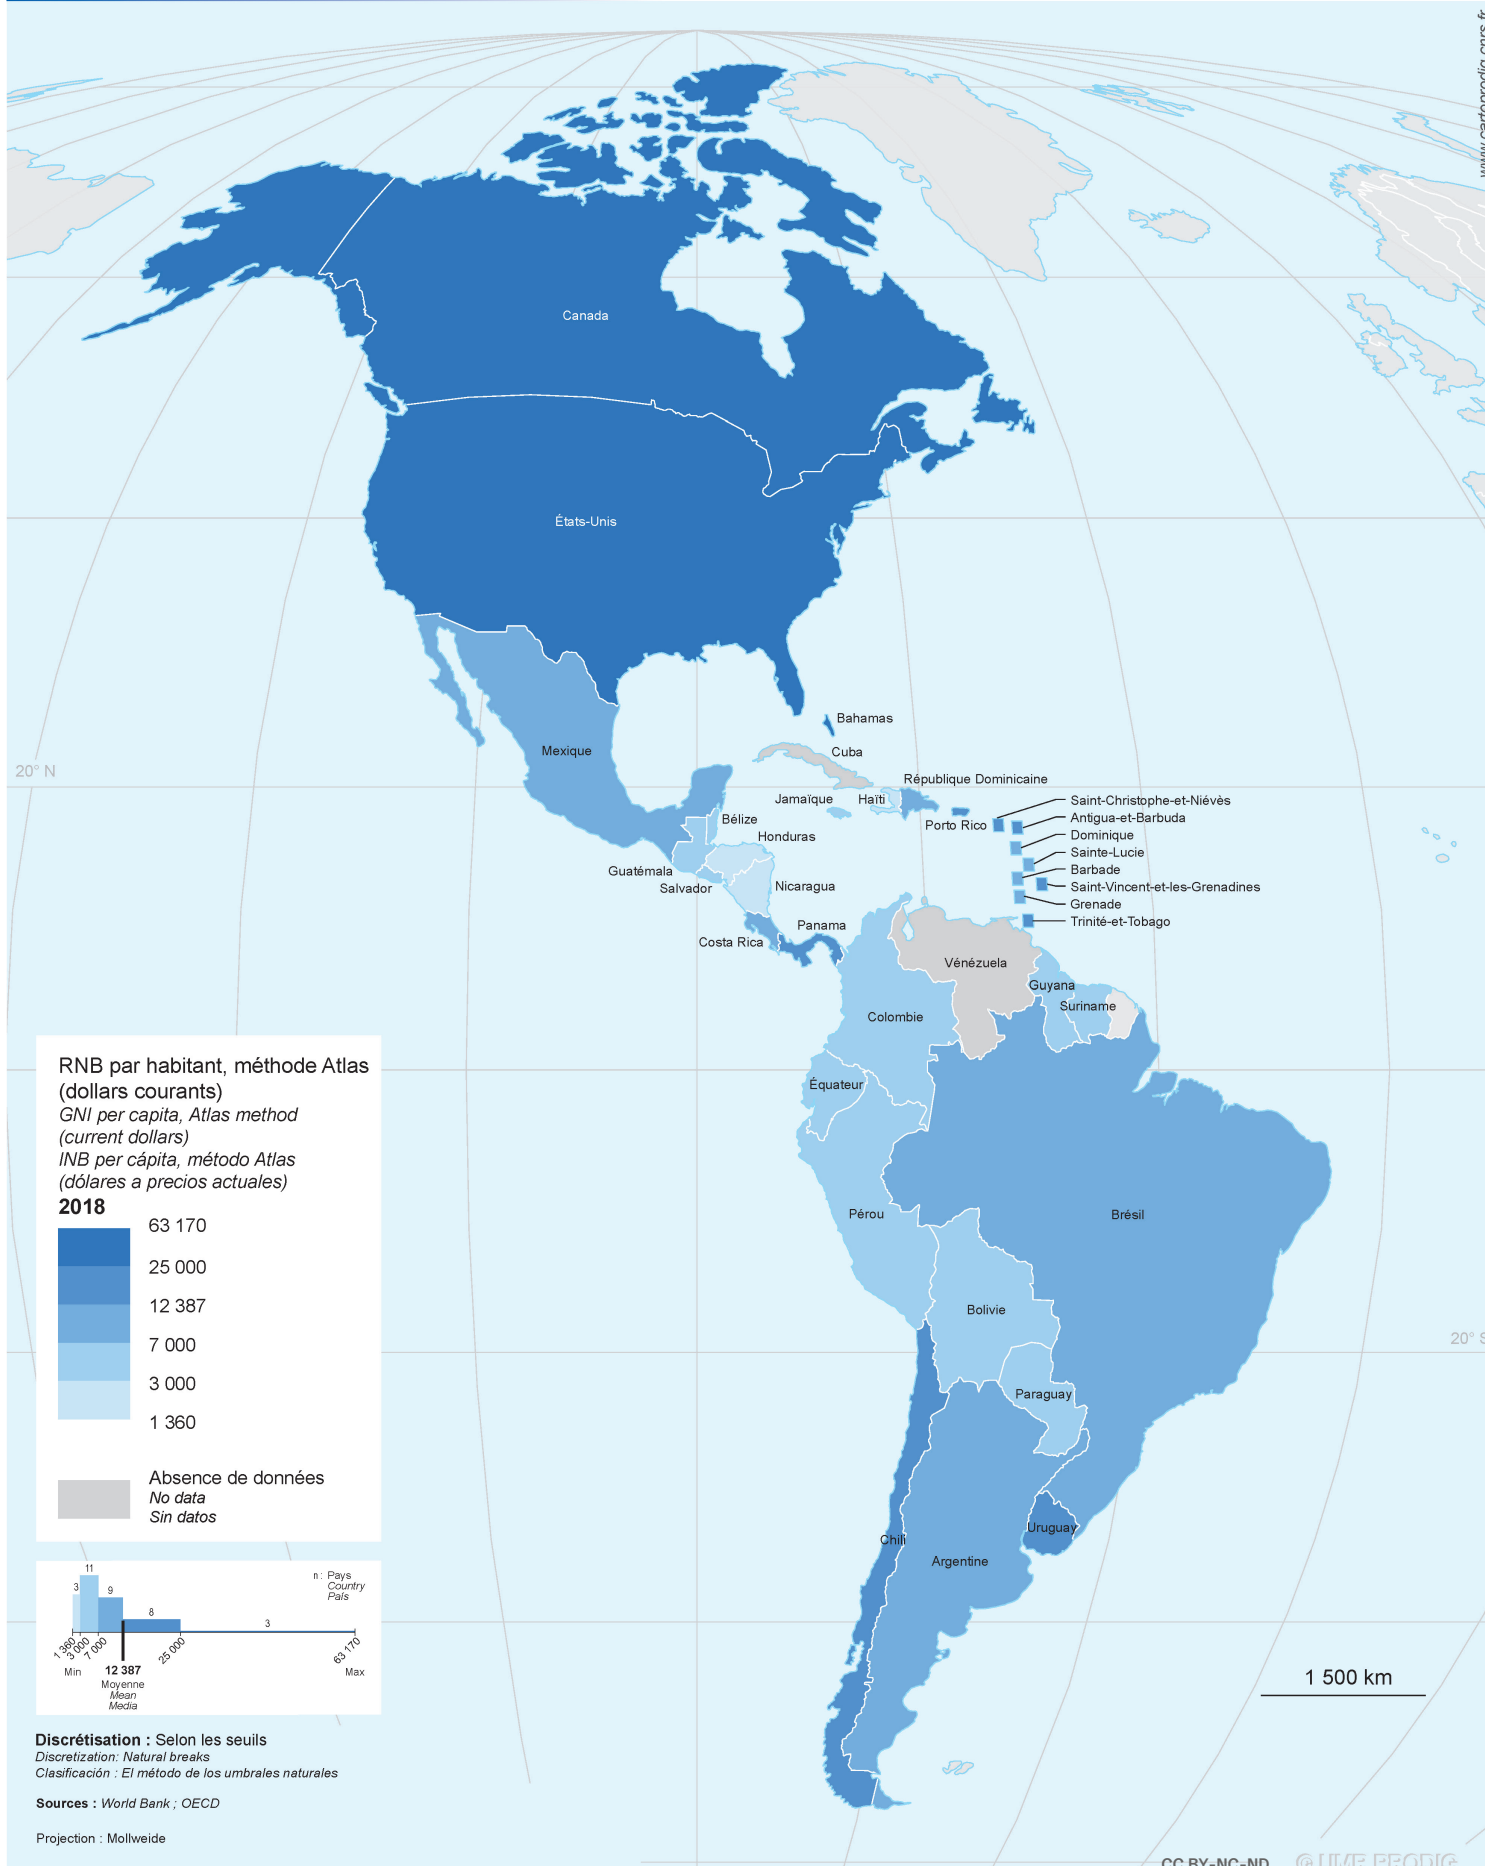 www.cartoprodig.cnrs.fr
Canada
États-Unis
Bahamas
Mexique
Cuba
20° N
République Dominicaine
Jamaïque
Haïti
Saint-Christophe-et-Niévès
Bélize
Porto Rico
Antigua-et-Barbuda
Honduras
Dominique
Sainte-Lucie
Guatémala
Barbade
Salvador
Nicaragua
Saint-Vincent-et-les-Grenadines
Grenade
Panama
Trinité-et-Tobago
Costa Rica
Vénézuela
Guyana
Suriname
Colombie
Équateur
Pérou
Brésil
Bolivie
20° S
Paraguay
Uruguay
Chili
Argentine
RNB par habitant, méthode Atlas
(dollars courants)
GNI per capita, Atlas method
(current dollars)
INB per cápita, método Atlas
(dólares a precios actuales)
2018
63 170
25 000
12 387
7 000
3 000
1 360
Absence de données
No data
Sin datos
n : Pays
Country
País
3
11
9
8
3
1 360
3 000
7 000
25 000
63 170
Min
12 387
Max
Moyenne
Mean
Media
1 500 km
Discrétisation : Selon les seuils
Discretization: Natural breaks
Clasificación : El método de los umbrales naturales
Sources : World Bank ; OECD
Projection : Mollweide
CC BY-NC-ND
© UMR PRODIG